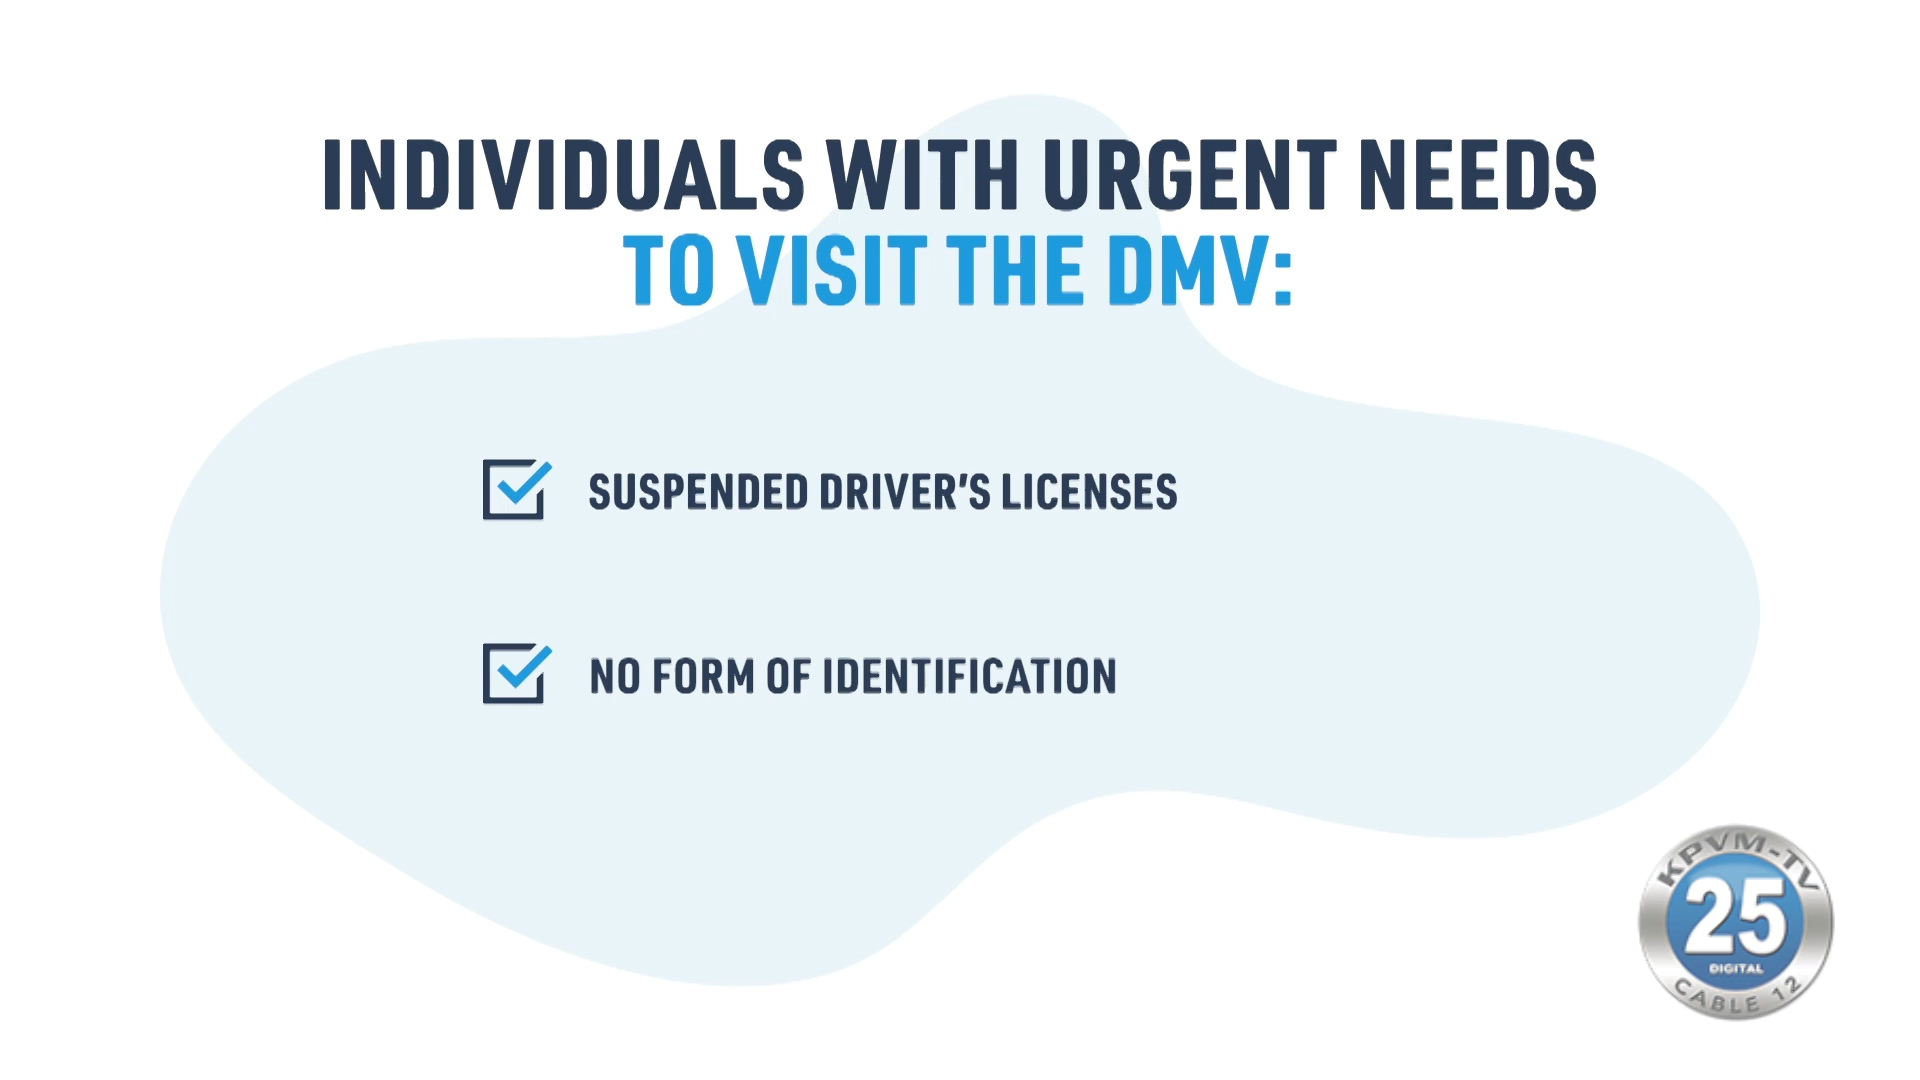 INDIVIDUALS WITH URGENT NEEDS
TO VISIT THE DMV:
SUSPENDED DRIVER’S LICENSES
NO FORM OF IDENTIFICATION
KPVM-TV
25
DIGITAL
CABLE 12